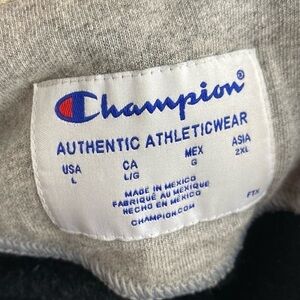 Champion®
AUTHENTIC ATHLETICWEAR
USA CA MEX ASIA
L L/G G 2XL
MADE IN MEXICO
FABRIQUÉ AU MEXIQUE
HECHO EN MÉXICO
CHAMPION.COM
FTX